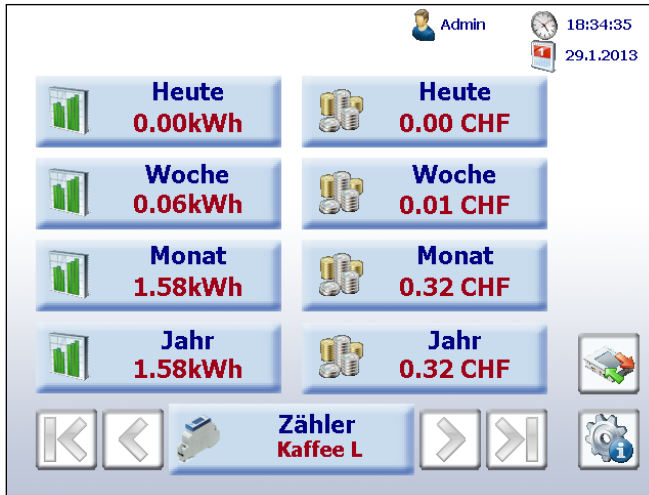 Admin
18:34:35
29.1.2013
Heute
0.00kWh
Heute
0.00 CHF
Woche
0.06kWh
Woche
0.01 CHF
Monat
1.58kWh
Monat
0.32 CHF
Jahr
1.58kWh
Jahr
0.32 CHF
Zähler
Kaffee L